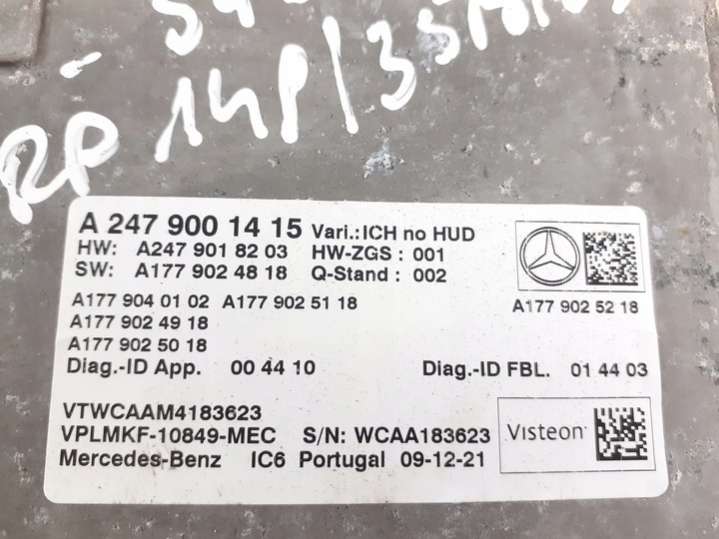 RP 14P/
A 247 900 14 15 Vari.:ICH no HUD
HW: A247 901 82 03 HW-ZGS : 001
SW: A177 902 48 18 Q-Stand : 002
A177 904 01 02 A177 902 51 18
A177 902 52 18
A177 902 49 18
A177 902 50 18
Diag.-ID App. 00 44 10 Diag.-ID FBL. 01 44 03
VTWCAAM4183623
VPLMKF-10849-MEC S/N: WCAA183623
Visteon
Mercedes-Benz IC6 Portugal 09-12-21